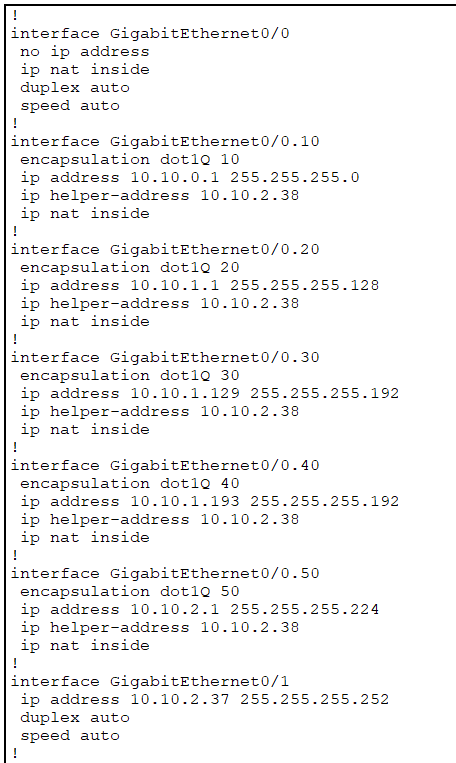 !
interface GigabitEthernet0/0
 no ip address
 ip nat inside
 duplex auto
 speed auto
!
interface GigabitEthernet0/0.10
 encapsulation dot1Q 10
 ip address 10.10.0.1 255.255.255.0
 ip helper-address 10.10.2.38
 ip nat inside
!
interface GigabitEthernet0/0.20
 encapsulation dot1Q 20
 ip address 10.10.1.1 255.255.255.128
 ip helper-address 10.10.2.38
 ip nat inside
!
interface GigabitEthernet0/0.30
 encapsulation dot1Q 30
 ip address 10.10.1.129 255.255.255.192
 ip helper-address 10.10.2.38
 ip nat inside
!
interface GigabitEthernet0/0.40
 encapsulation dot1Q 40
 ip address 10.10.1.193 255.255.255.192
 ip helper-address 10.10.2.38
 ip nat inside
!
interface GigabitEthernet0/0.50
 encapsulation dot1Q 50
 ip address 10.10.2.1 255.255.255.224
 ip helper-address 10.10.2.38
 ip nat inside
!
interface GigabitEthernet0/1
 ip address 10.10.2.37 255.255.255.252
 duplex auto
 speed auto
!